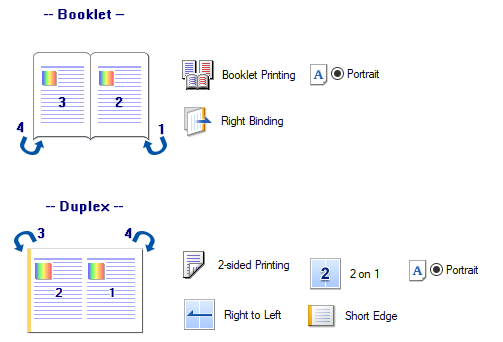 -- Booklet --
Booklet Printing
A
Portrait
3
2
Right Binding
4
1
-- Duplex --
3
4
2-sided Printing
2
2 on 1
A
Portrait
2
1
Right to Left
Short Edge